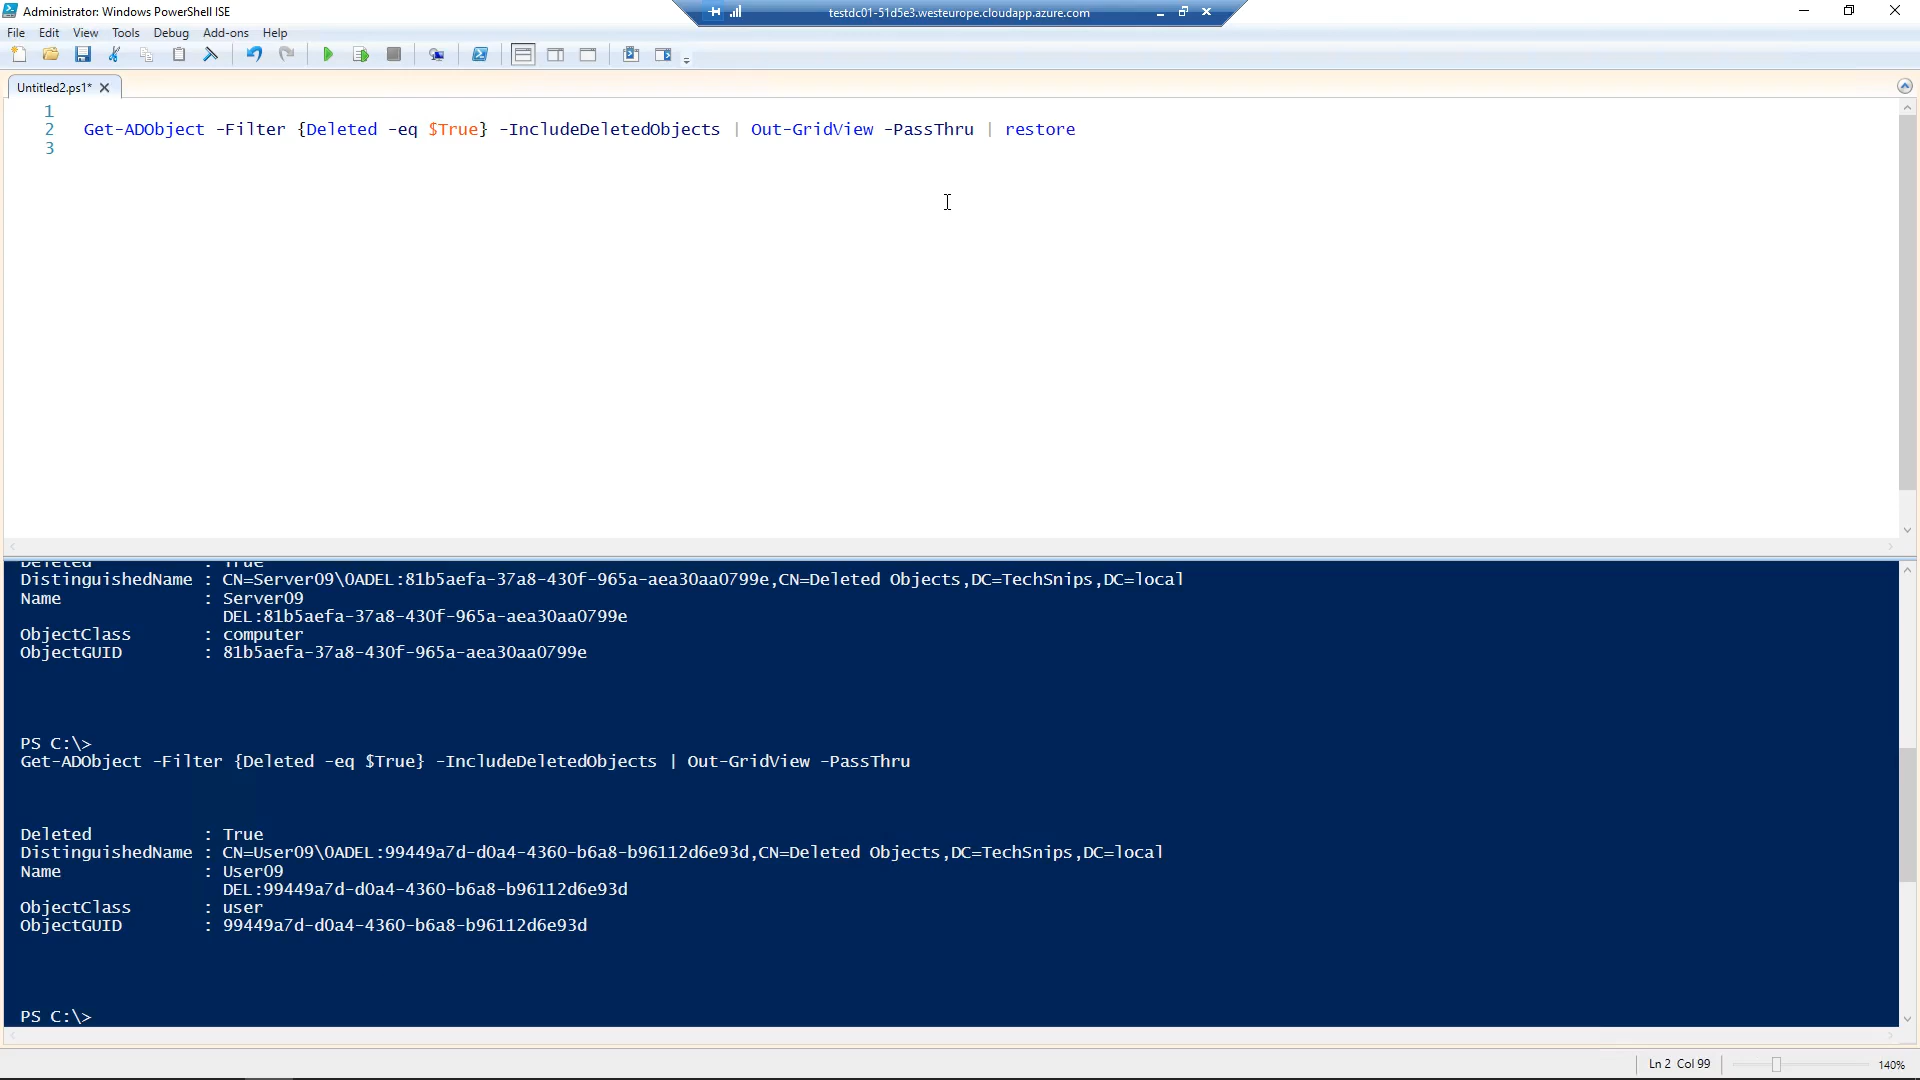 Administrator: Windows PowerShell ISE
testdc01-51d5e3.westeurope.cloudapp.azure.com
File Edit View Tools Debug Add-ons Help
Untitled2.ps1*
1
2 Get-ADObject -Filter {Deleted -eq $True} -IncludeDeletedObjects | Out-GridView -PassThru | restore
3
Deleted : True
DistinguishedName : CN=Server09\0ADEL:81b5aefa-37a8-430f-965a-aea30aa0799e,CN=Deleted Objects,DC=TechSnips,DC=local
Name : Server09
DEL:81b5aefa-37a8-430f-965a-aea30aa0799e
ObjectClass : computer
ObjectGUID : 81b5aefa-37a8-430f-965a-aea30aa0799e
PS C:\>
Get-ADObject -Filter {Deleted -eq $True} -IncludeDeletedObjects | Out-GridView -PassThru
Deleted : True
DistinguishedName : CN=User09\0ADEL:99449a7d-d0a4-4360-b6a8-b96112d6e93d,CN=Deleted Objects,DC=TechSnips,DC=local
Name : User09
DEL:99449a7d-d0a4-4360-b6a8-b96112d6e93d
ObjectClass : user
ObjectGUID : 99449a7d-d0a4-4360-b6a8-b96112d6e93d
PS C:\>
Ln 2 Col 99 140%